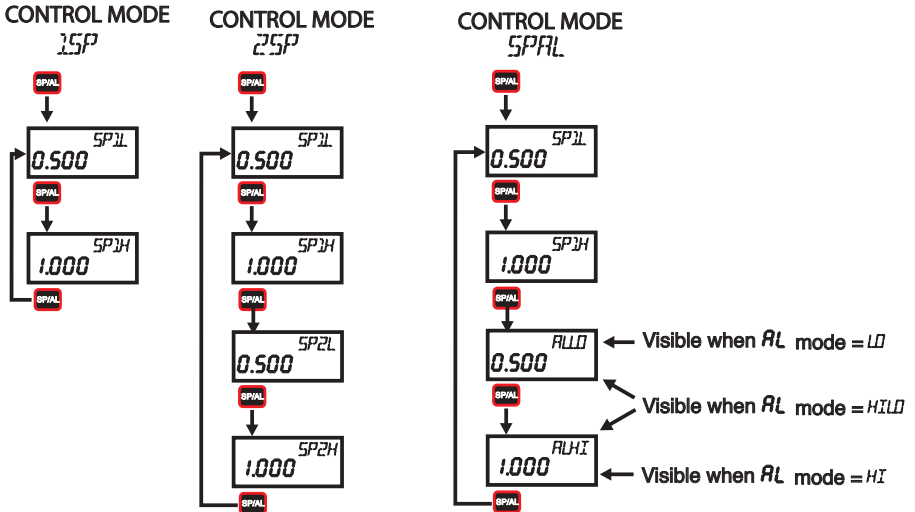 CONTROL MODE
1SP
SP/AL
SP1L
0.500
SP/AL
SP1H
1.000
SP/AL
CONTROL MODE
2SP
SP/AL
SP1L
0.500
SP/AL
SP1H
1.000
SP/AL
SP2L
0.500
SP/AL
SP2H
1.000
SP/AL
CONTROL MODE
SPAL
SP/AL
SP1L
0.500
SP/AL
SP1H
1.000
SP/AL
ALLO
0.500
SP/AL
ALHI
1.000
SP/AL
Visible when AL mode = LO
Visible when AL mode = HILO
Visible when AL mode = HI